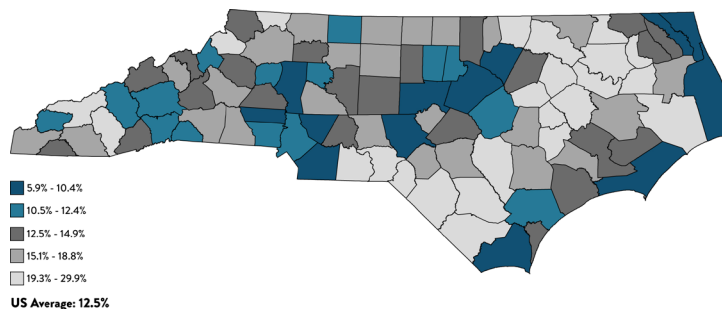 5.9% - 10.4%
10.5% - 12.4%
12.5% - 14.9%
15.1% - 18.8%
19.3% - 29.9%
US Average: 12.5%